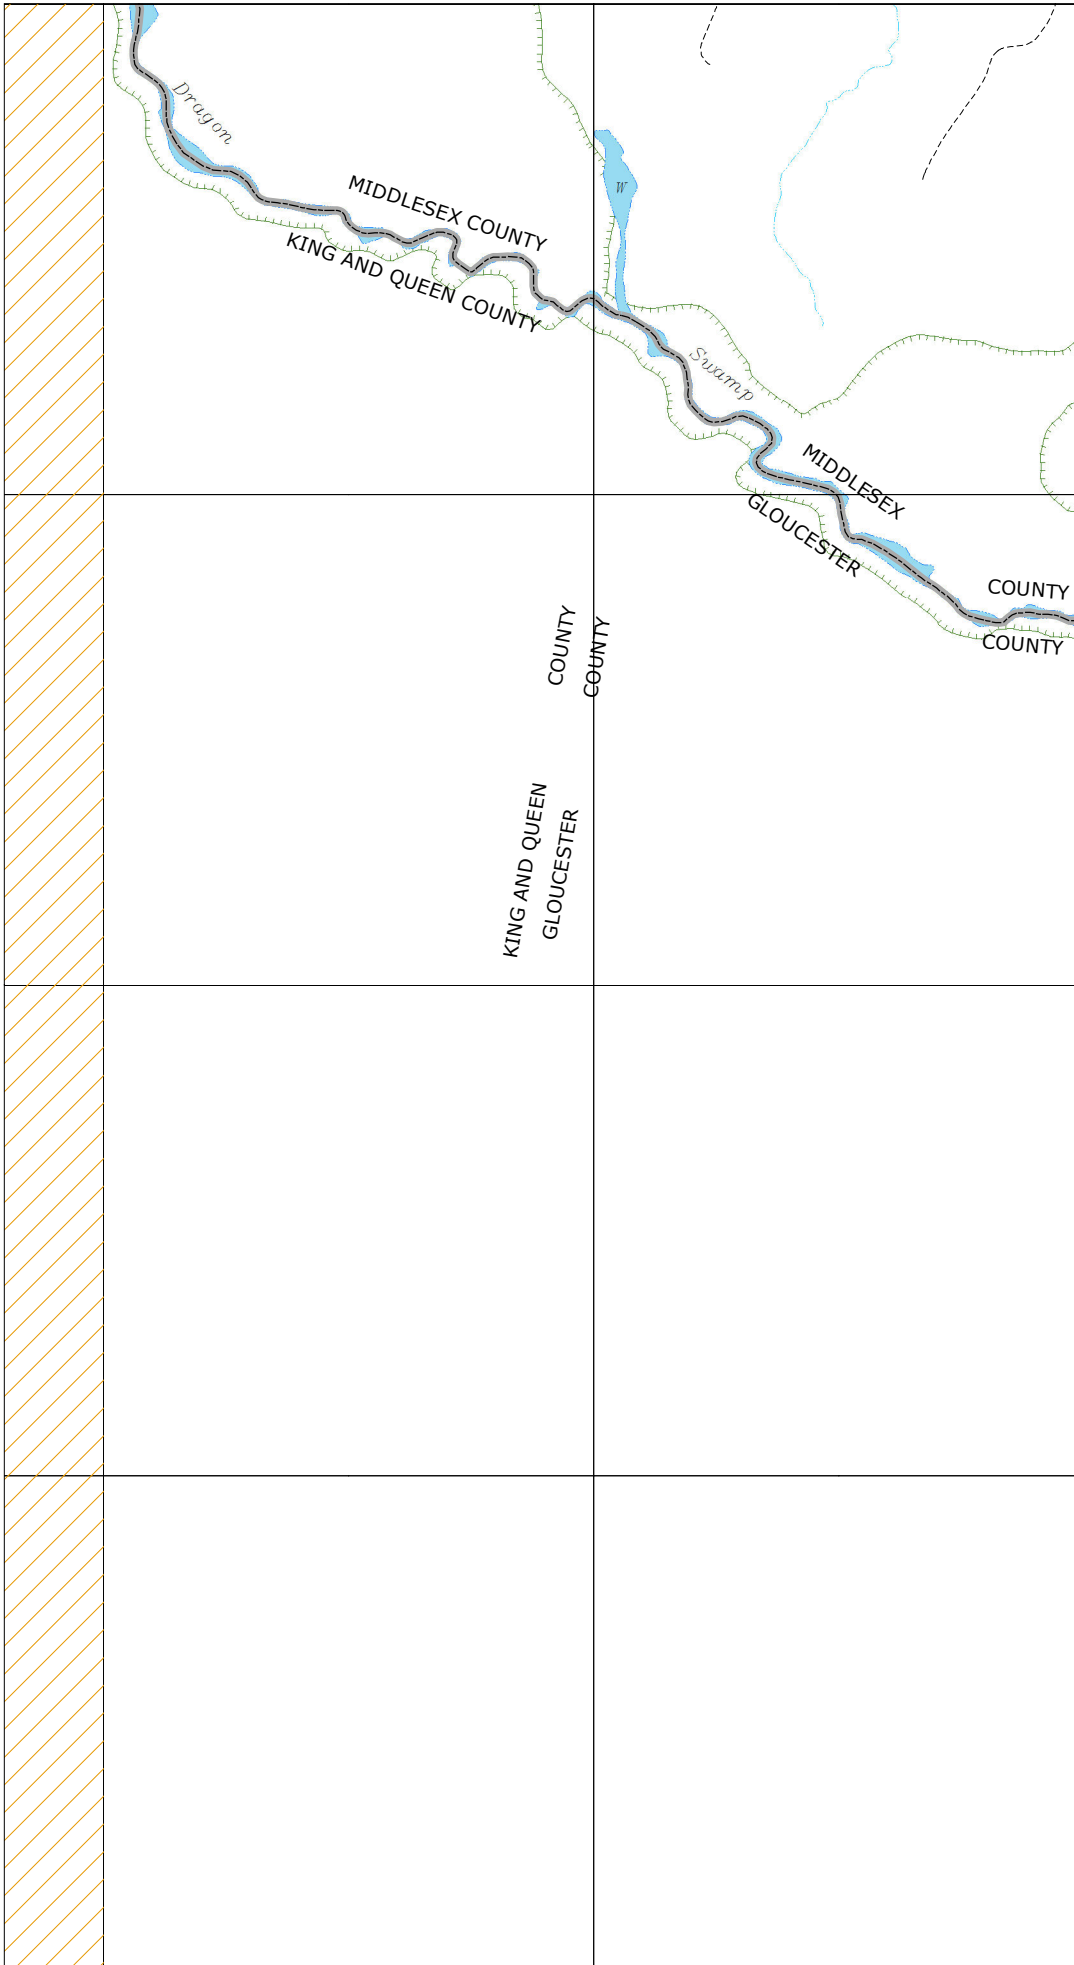 Dragon
MIDDLESEX COUNTY
KING AND QUEEN COUNTY
W
Swamp
MIDDLESEX
GLOUCESTER
COUNTY
COUNTY
COUNTY
COUNTY
KING AND QUEEN
GLOUCESTER